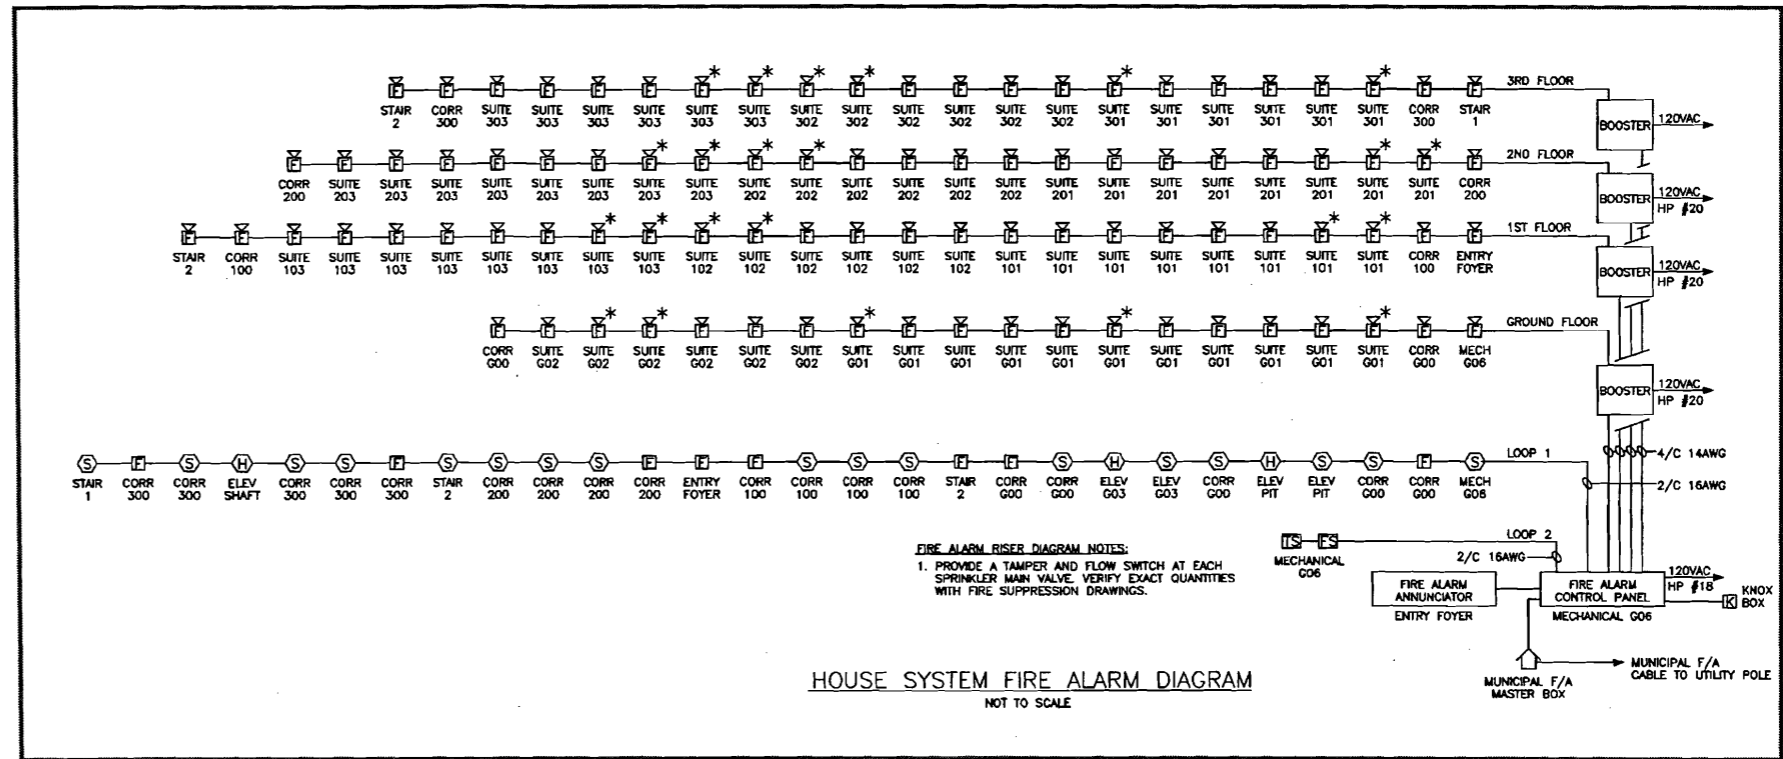 * * * * * *
F F F F F F F F F F F F F F F F F F F F F F 3RD FLOOR
STAIR CORR SUITE SUITE SUITE SUITE SUITE SUITE SUITE SUITE SUITE SUITE SUITE SUITE SUITE SUITE SUITE SUITE SUITE SUITE CORR STAIR
2 300 303 303 303 303 303 302 302 302 302 302 302 302 301 301 301 301 301 301 300 1
BOOSTER 120VAC
* * * * * *
F F F F F F F F F F F F F F F F F F F F F F F F 2ND FLOOR
CORR SUITE SUITE SUITE SUITE SUITE SUITE SUITE SUITE SUITE SUITE SUITE SUITE SUITE SUITE SUITE SUITE SUITE SUITE SUITE SUITE SUITE SUITE CORR
200 203 203 203 203 203 203 203 203 202 202 202 202 202 202 201 201 201 201 201 201 201 201 200
BOOSTER 120VAC
HP #20
* * * * * *
F F F F F F F F F F F F F F F F F F F F F F F F F F 1ST FLOOR
STAIR CORR SUITE SUITE SUITE SUITE SUITE SUITE SUITE SUITE SUITE SUITE SUITE SUITE SUITE SUITE SUITE SUITE SUITE SUITE SUITE SUITE SUITE SUITE CORR ENTRY
2 100 103 103 103 103 103 103 103 103 102 102 102 102 102 102 101 101 101 101 101 101 101 101 100 FOYER
BOOSTER 120VAC
HP #20
* * * * *
F F F F F F F F F F F F F F F F F F F F GROUND FLOOR
CORR SUITE SUITE SUITE SUITE SUITE SUITE SUITE SUITE SUITE SUITE SUITE SUITE SUITE SUITE SUITE SUITE SUITE CORR MECH
G00 G02 G02 G02 G02 G02 G02 G01 G01 G01 G01 G01 G01 G01 G01 G01 G01 G01 G00 G06
BOOSTER 120VAC
HP #20
S F S H S S F S S S S F F F S S S F F S H S S H S S F S LOOP 1
STAIR CORR CORR ELEV CORR CORR CORR STAIR CORR CORR CORR CORR ENTRY CORR CORR CORR CORR STAIR CORR CORR ELEV ELEV CORR ELEV ELEV CORR CORR MECH
1 300 300 SHAFT 300 300 300 2 200 200 200 200 FOYER 100 100 100 100 2 G00 G00 G03 G03 G00 PIT PIT G00 G00 G06
4/C 14AWG
2/C 16AWG
TS FS LOOP 2
MECHANICAL
G06
2/C 16AWG
FIRE ALARM RISER DIAGRAM NOTES:
1. PROVIDE A TAMPER AND FLOW SWITCH AT EACH
SPRINKLER MAIN VALVE. VERIFY EXACT QUANTITIES
WITH FIRE SUPPRESSION DRAWINGS.
FIRE ALARM
ANNUNCIATOR
ENTRY FOYER
FIRE ALARM
CONTROL PANEL
MECHANICAL G06
120VAC
HP #18
K KNOX
BOX
MUNICIPAL F/A
MASTER BOX
MUNICIPAL F/A
CABLE TO UTILITY POLE
HOUSE SYSTEM FIRE ALARM DIAGRAM
NOT TO SCALE